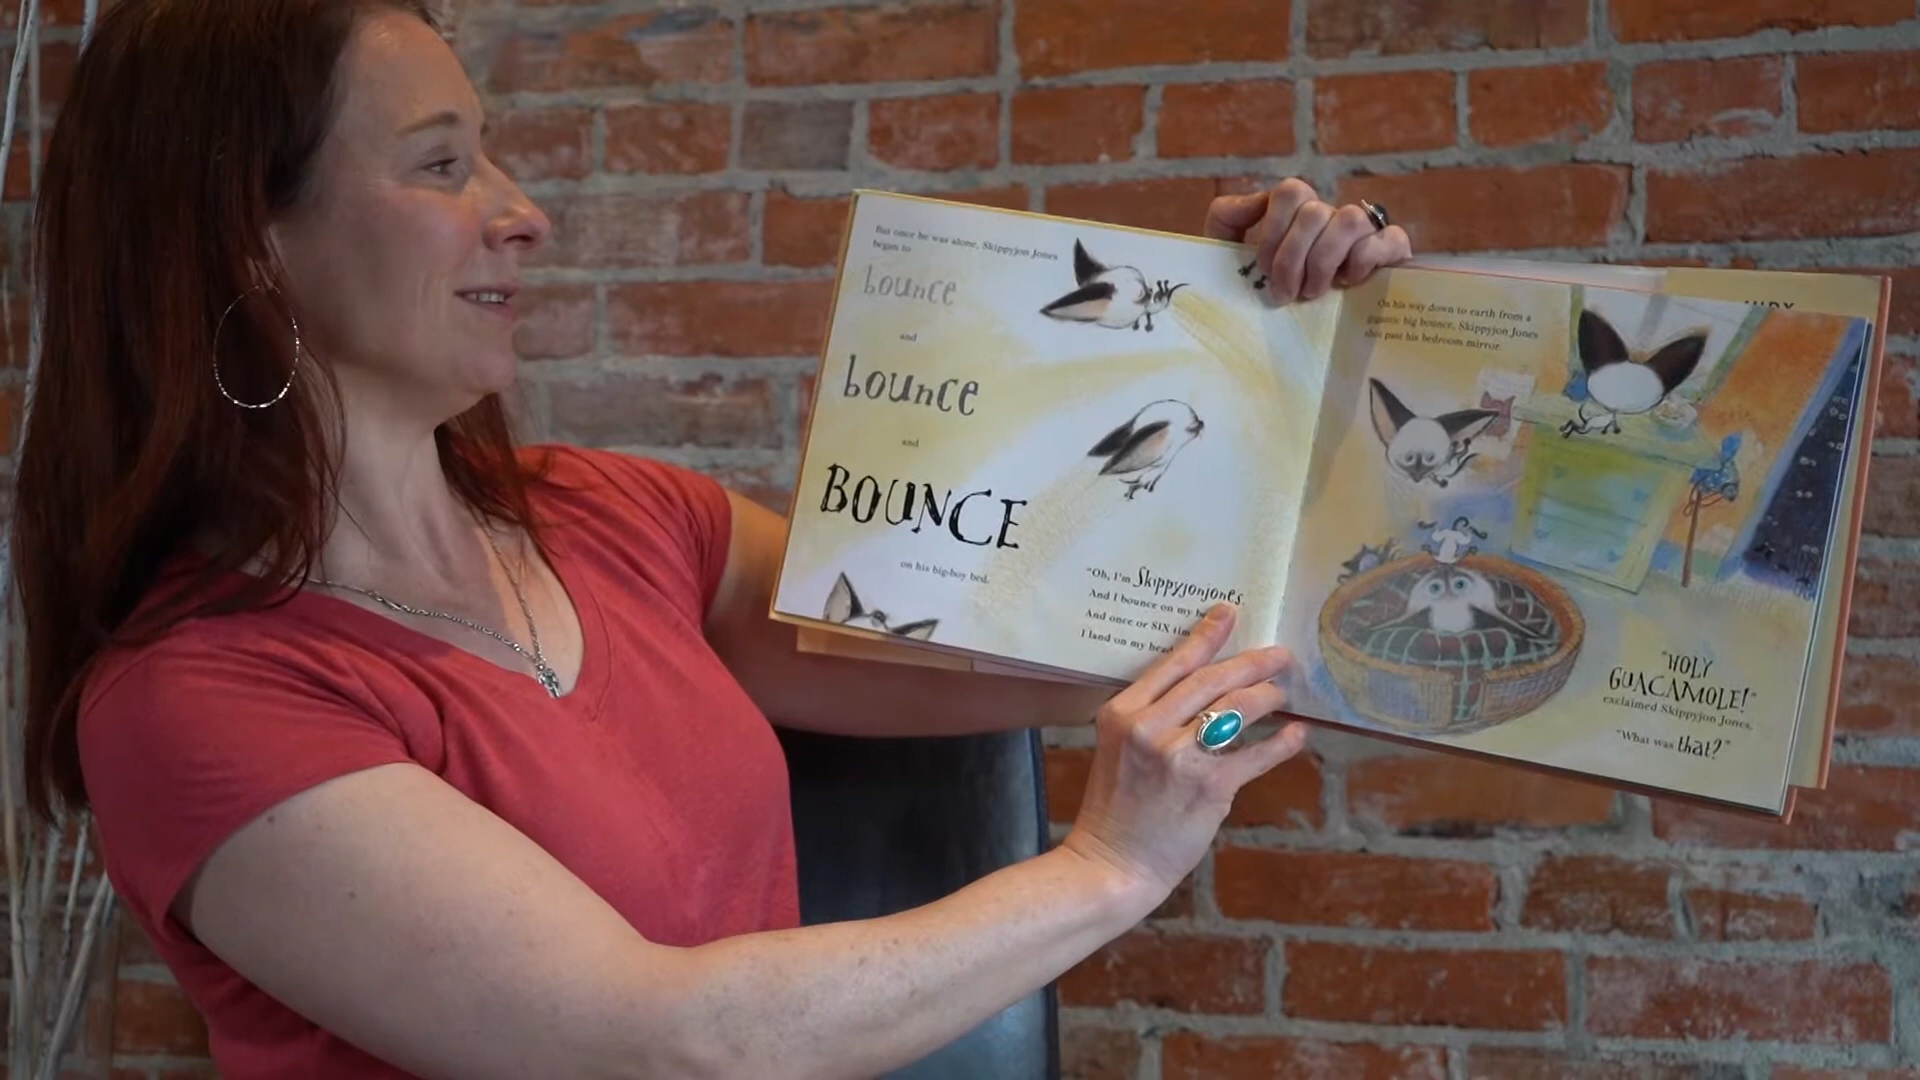 But once he was alone, Skippyjon Jones
began to
bounce
and
bounce
and
BOUNCE
on his big-boy bed.
"Oh, I'm Skippyjonjones,
And I bounce on my
And once or SIX
I land on my head
On his way down to earth from a
gigantic big bounce, Skippyjon Jones
shot past his bedroom mirror.
"HOLY
GUACAMOLE!"
exclaimed Skippyjon Jones.
"What was that?"